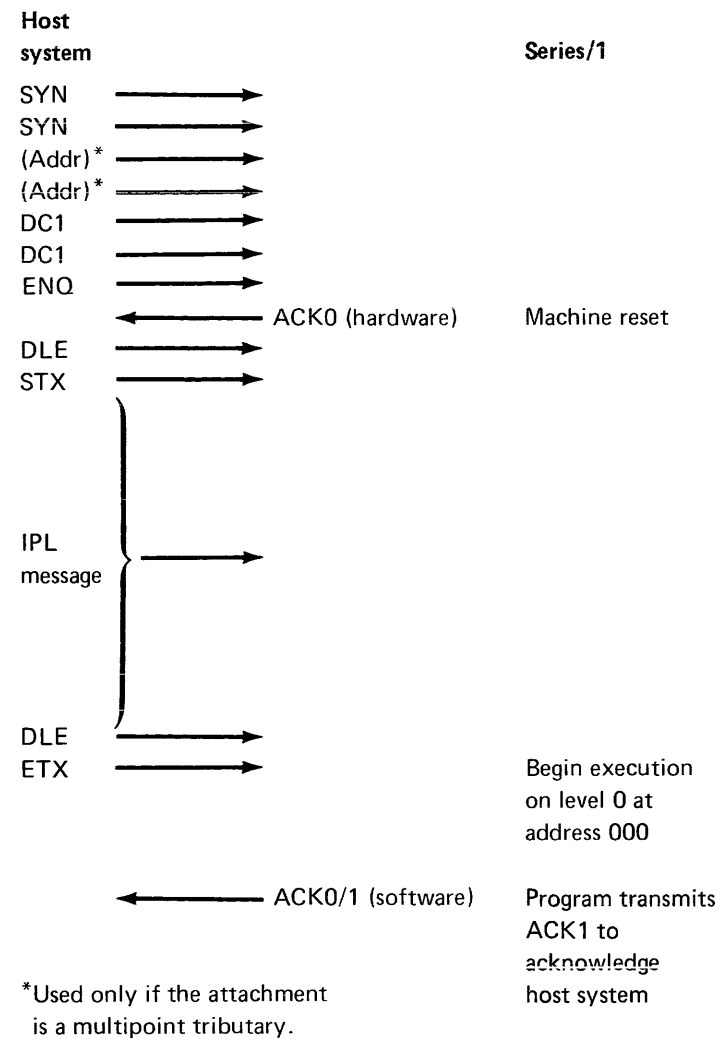 Host
system
Series/1
SYN
SYN
(Addr)*
(Addr)*
DC1
DC1
ENQ
ACK0 (hardware)
Machine reset
DLE
STX
IPL
message
DLE
ETX
Begin execution
on level 0 at
address 000
ACK0/1 (software)
Program transmits
ACK1 to
acknowledge
host system
*Used only if the attachment
is a multipoint tributary.